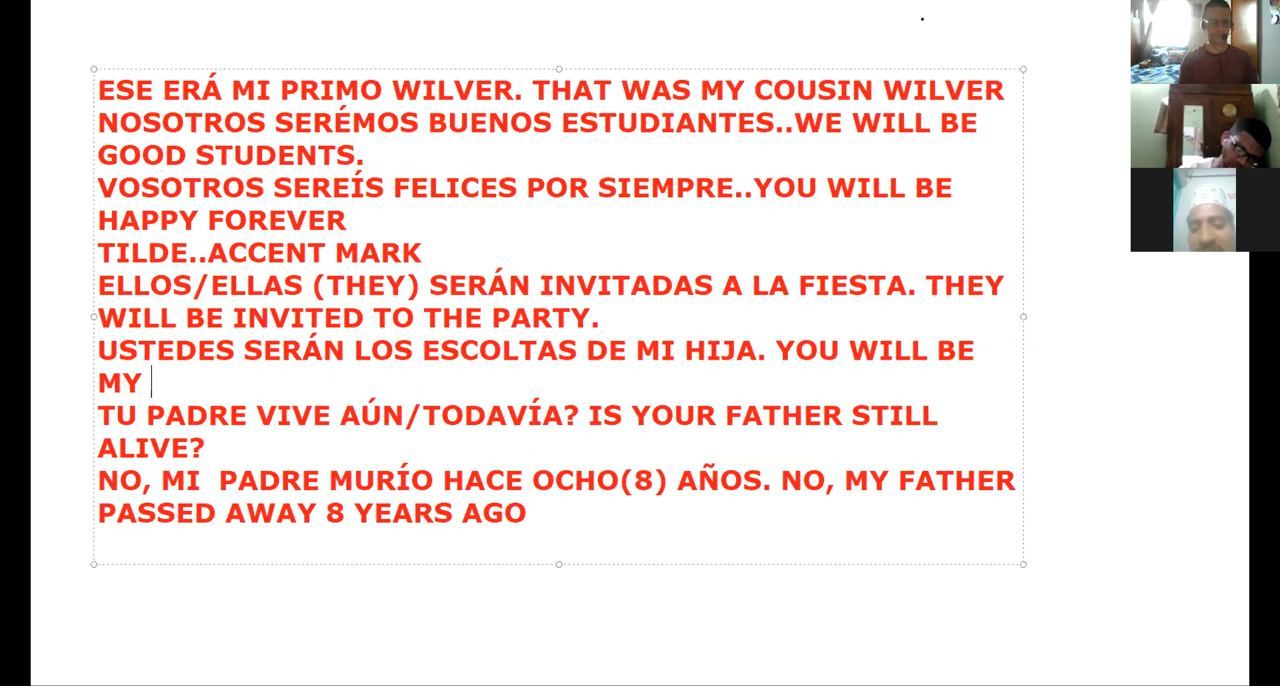 ESE ERÁ MI PRIMO WILVER. THAT WAS MY COUSIN WILVER
NOSOTROS SERÉMOS BUENOS ESTUDIANTES..WE WILL BE
GOOD STUDENTS.
VOSOTROS SEREÍS FELICES POR SIEMPRE..YOU WILL BE
HAPPY FOREVER
TILDE..ACCENT MARK
ELLOS/ELLAS (THEY) SERÁN INVITADAS A LA FIESTA. THEY
WILL BE INVITED TO THE PARTY.
USTEDES SERÁN LOS ESCOLTAS DE MI HIJA. YOU WILL BE
MY
TU PADRE VIVE AÚN/TODAVÍA? IS YOUR FATHER STILL
ALIVE?
NO, MI  PADRE MURÍO HACE OCHO(8) AÑOS. NO, MY FATHER
PASSED AWAY 8 YEARS AGO